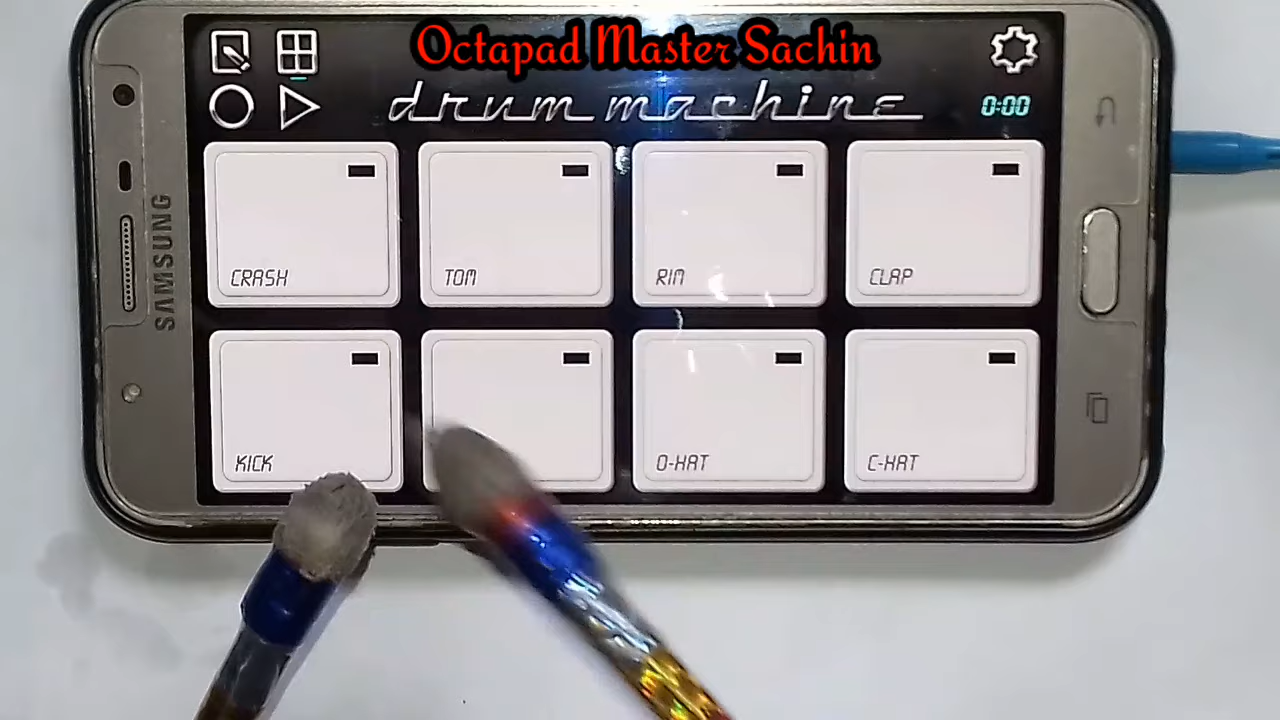 Octapad Master Sachin
drum machine
0:00
SAMSUNG
CRASH
TOM
RIM
CLAP
KICK
O-HAT
C-HAT